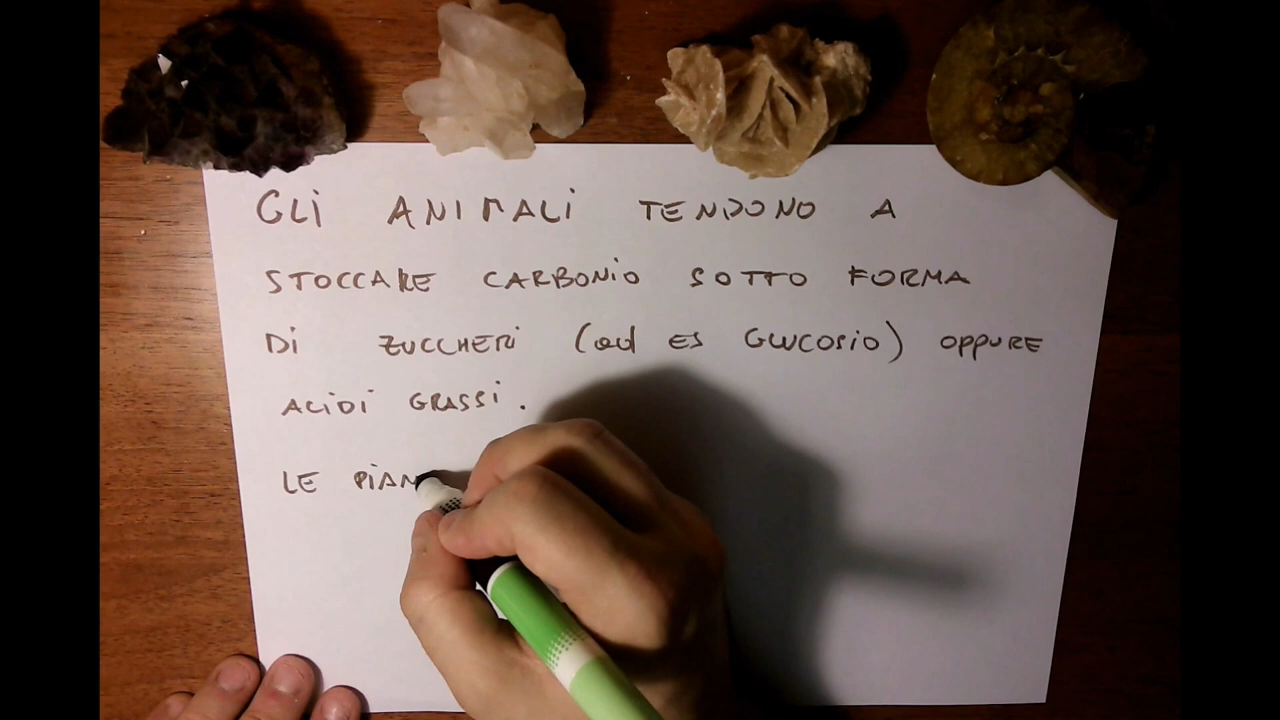 GLi ANIMALi TENDONO A
STOCCARE CARBONiO SOTTO FORMA
Di ZUCCHERi (ad ES GLUCOSiO) OPPURE
ACiDi GRASSi.
LE PiAN